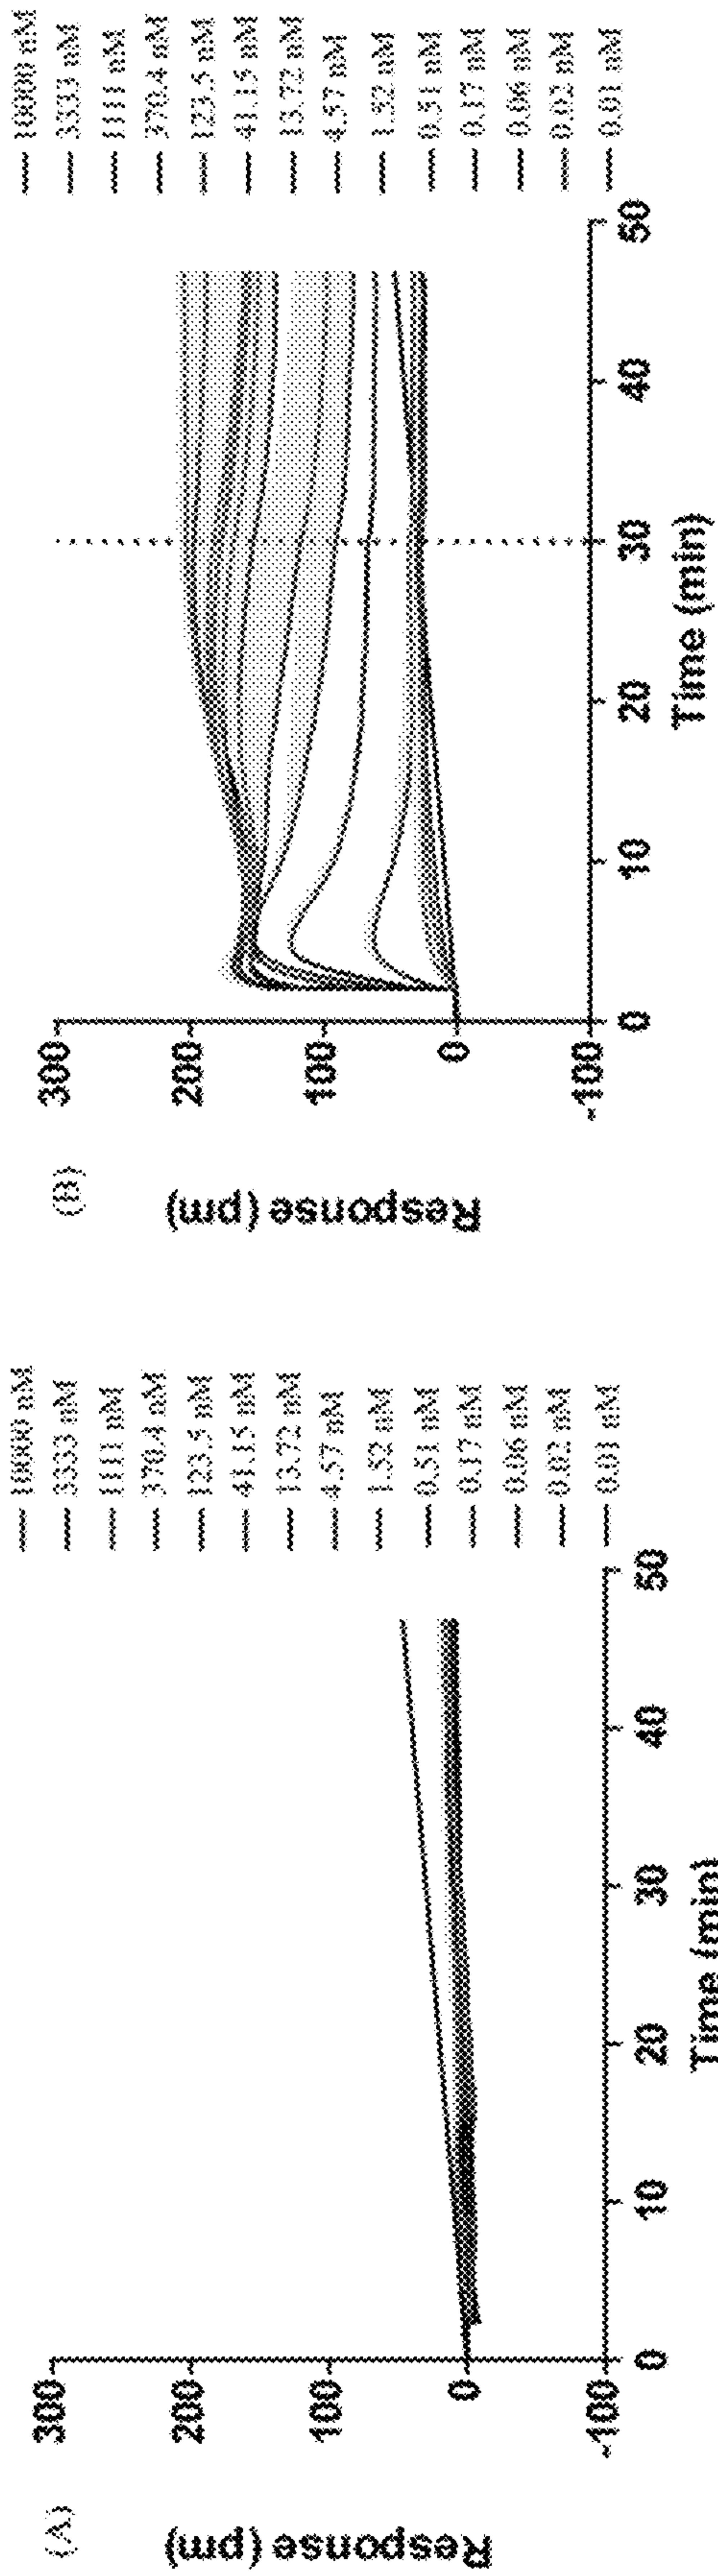 (A)
Response (pm)
300
200
100
0
-100
0
10
20
30
40
50
Time (min)
10000 nM
3333 nM
1111 nM
370.4 nM
123.5 nM
41.15 nM
13.72 nM
4.57 nM
1.52 nM
0.51 nM
0.17 nM
0.06 nM
0.02 nM
0.01 nM
(B)
Response (pm)
300
200
100
0
-100
0
10
20
30
40
50
Time (min)
10000 nM
3333 nM
1111 nM
370.4 nM
123.5 nM
41.15 nM
13.72 nM
4.57 nM
1.52 nM
0.51 nM
0.17 nM
0.06 nM
0.02 nM
0.01 nM